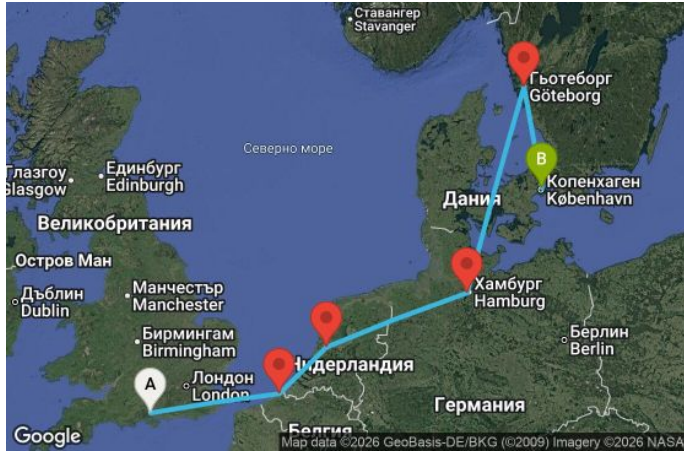 Ставангер
Stavanger
Гьотеборг
Göteborg
B
Северно море
Глазгоу
Glasgow
Единбург
Edinburgh
Копенхаген
København
Дания
Великобритания
Остров Ман
Дъблин
Dublin
Манчестър
Manchester
Хамбург
Hamburg
Бирмингам
Birmingham
Берлин
Berlin
Нидерландия
A
Лондон
London
Германия
Белгия
Google
Map data ©2026 GeoBasis-DE/BKG (©2009) Imagery ©2026 NASA